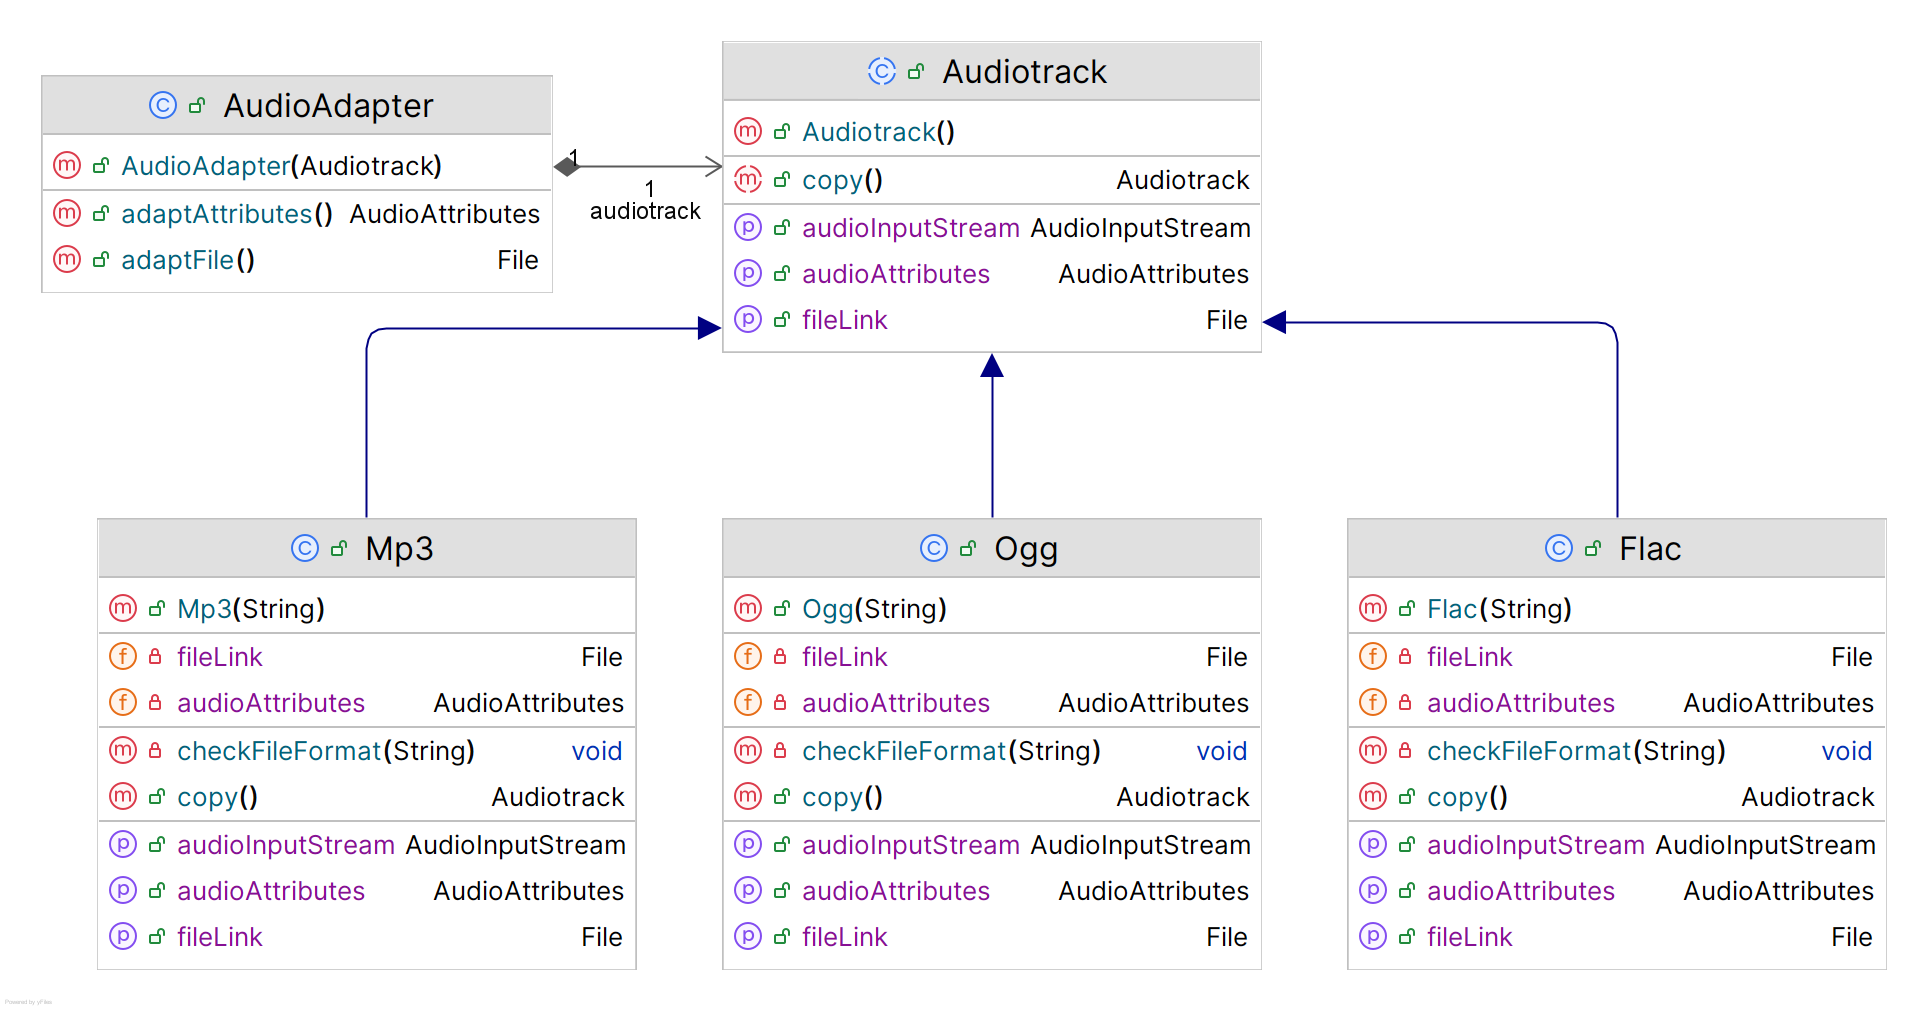 AudioAdapter
AudioAdapter(Audiotrack)
adaptAttributes() AudioAttributes
adaptFile() File
1
1
audiotrack
Audiotrack
Audiotrack()
copy() Audiotrack
audioInputStream AudioInputStream
audioAttributes AudioAttributes
fileLink File
Mp3
Mp3(String)
fileLink File
audioAttributes AudioAttributes
checkFileFormat(String) void
copy() Audiotrack
audioInputStream AudioInputStream
audioAttributes AudioAttributes
fileLink File
Ogg
Ogg(String)
fileLink File
audioAttributes AudioAttributes
checkFileFormat(String) void
copy() Audiotrack
audioInputStream AudioInputStream
audioAttributes AudioAttributes
fileLink File
Flac
Flac(String)
fileLink File
audioAttributes AudioAttributes
checkFileFormat(String) void
copy() Audiotrack
audioInputStream AudioInputStream
audioAttributes AudioAttributes
fileLink File
Powered by yFiles